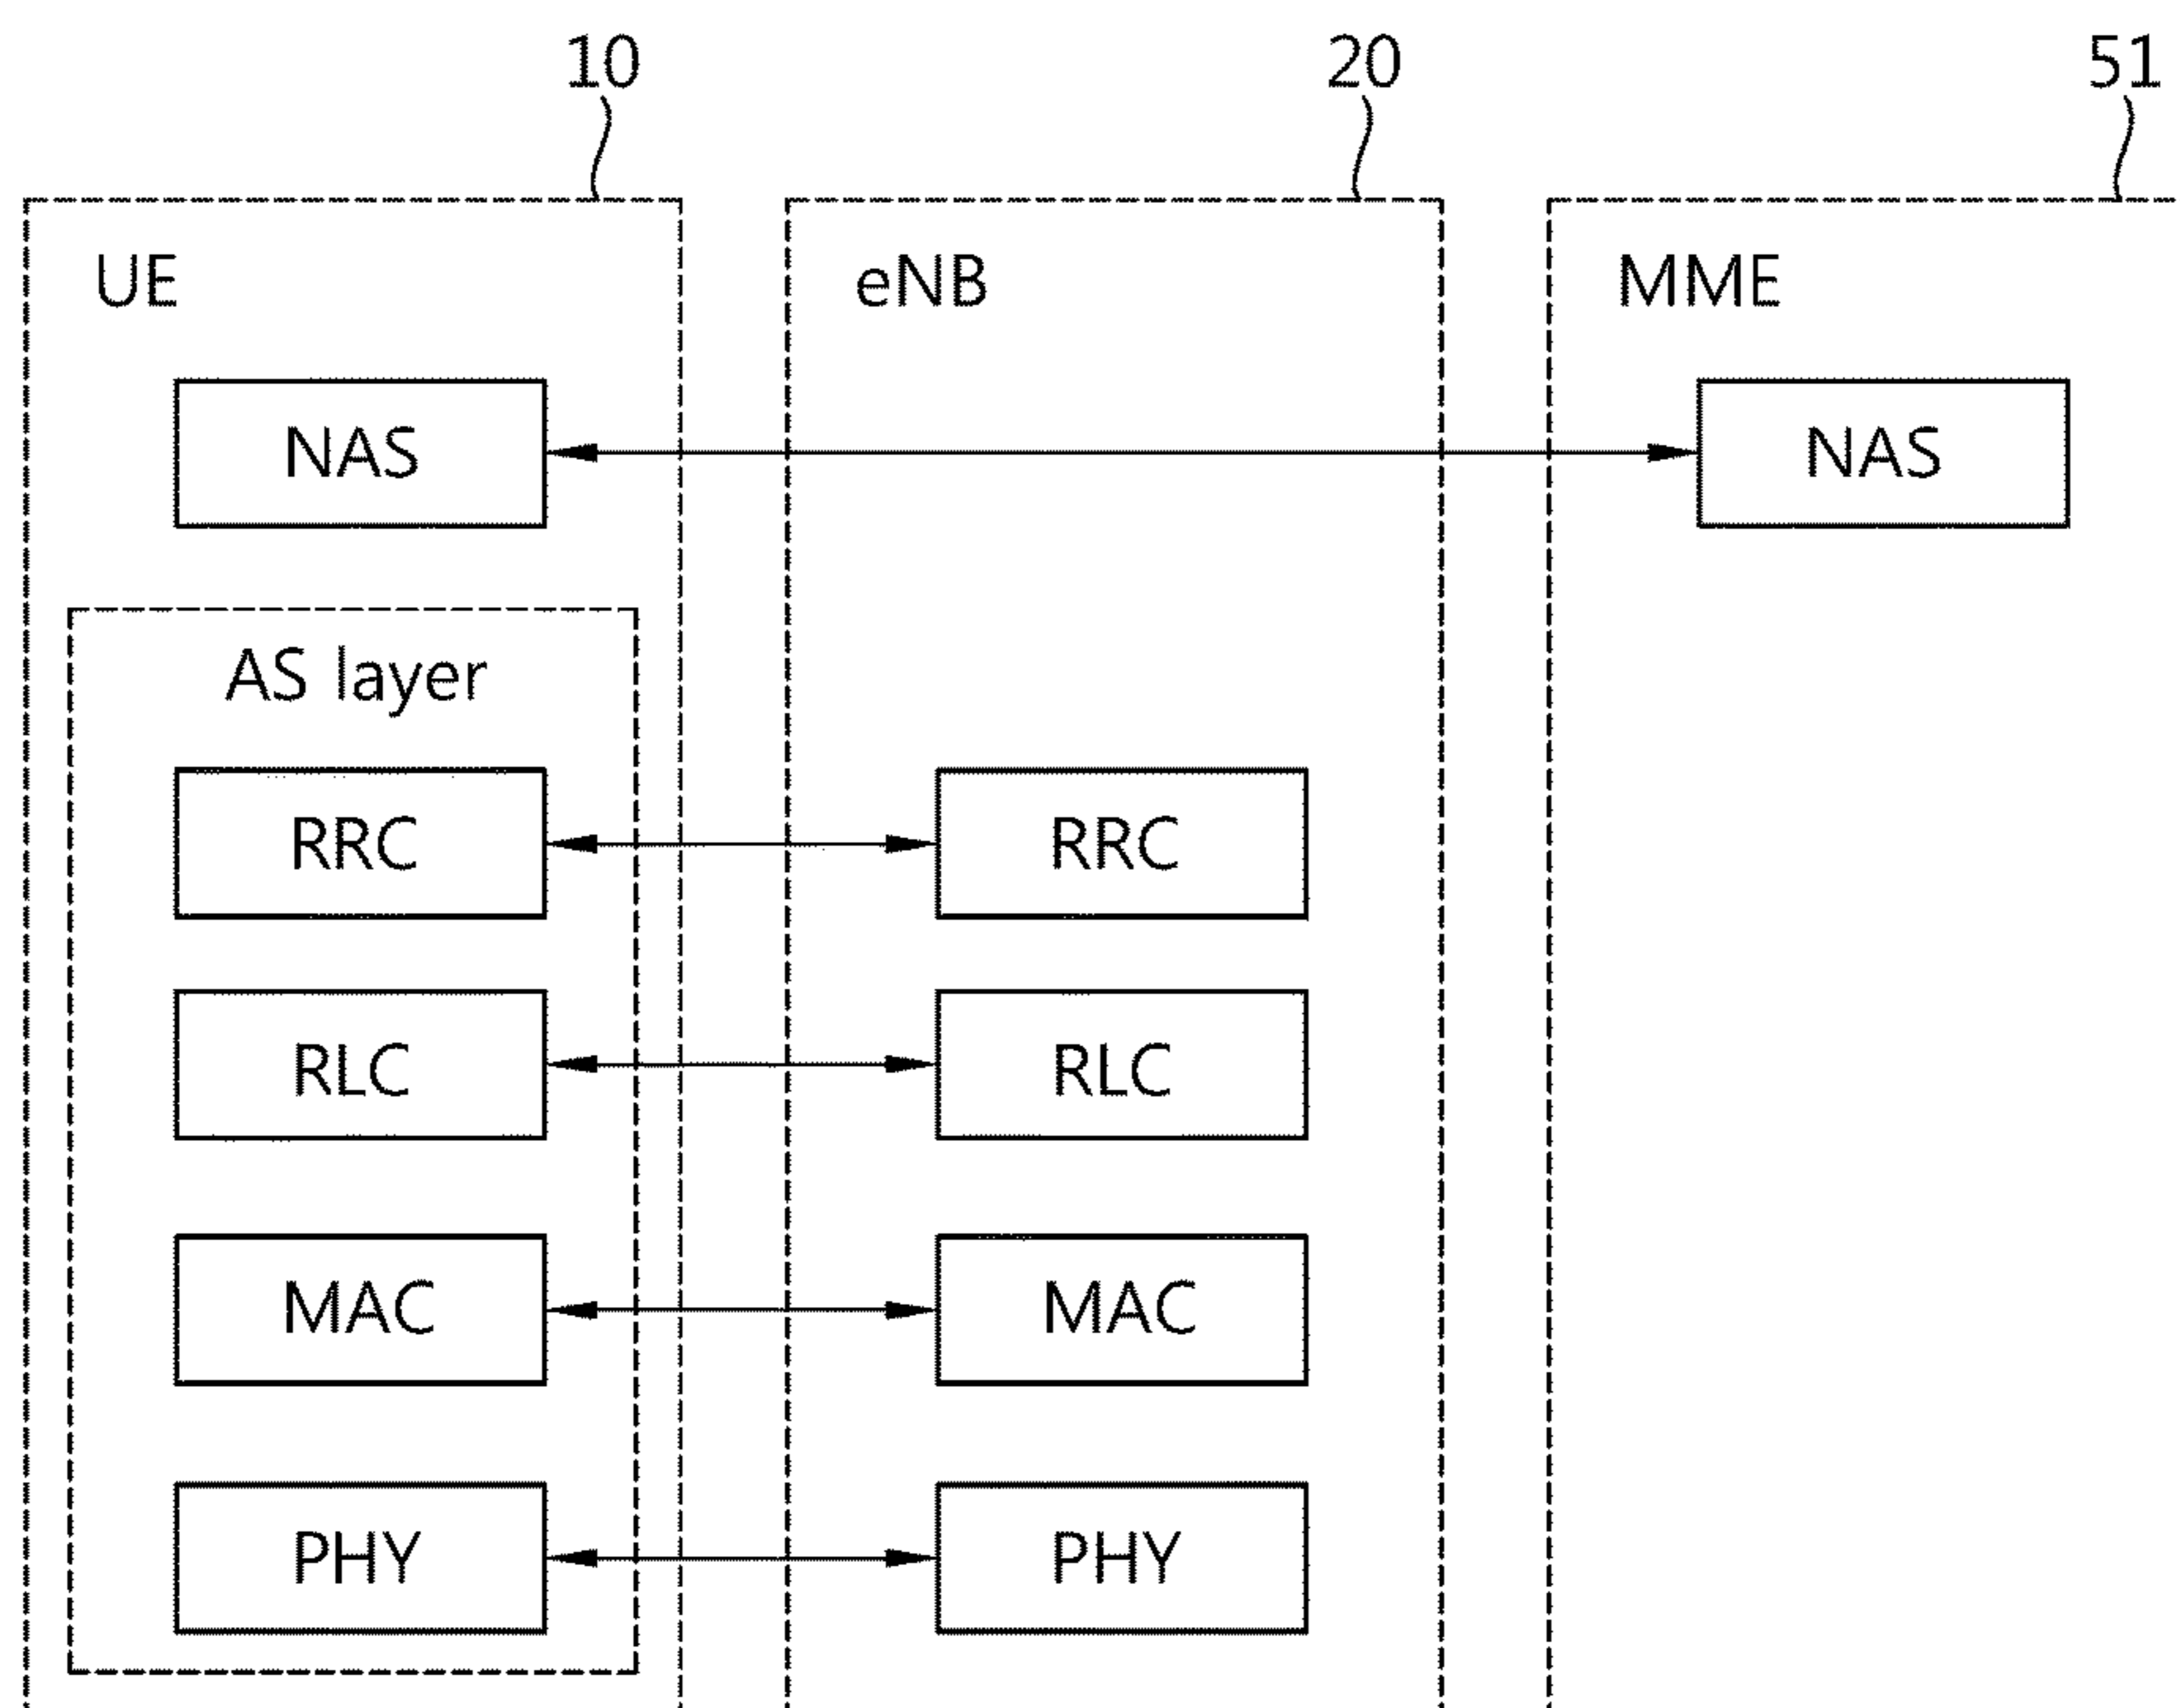 10 20 51
UE eNB MME
NAS NAS
AS layer
RRC RRC
RLC RLC
MAC MAC
PHY PHY